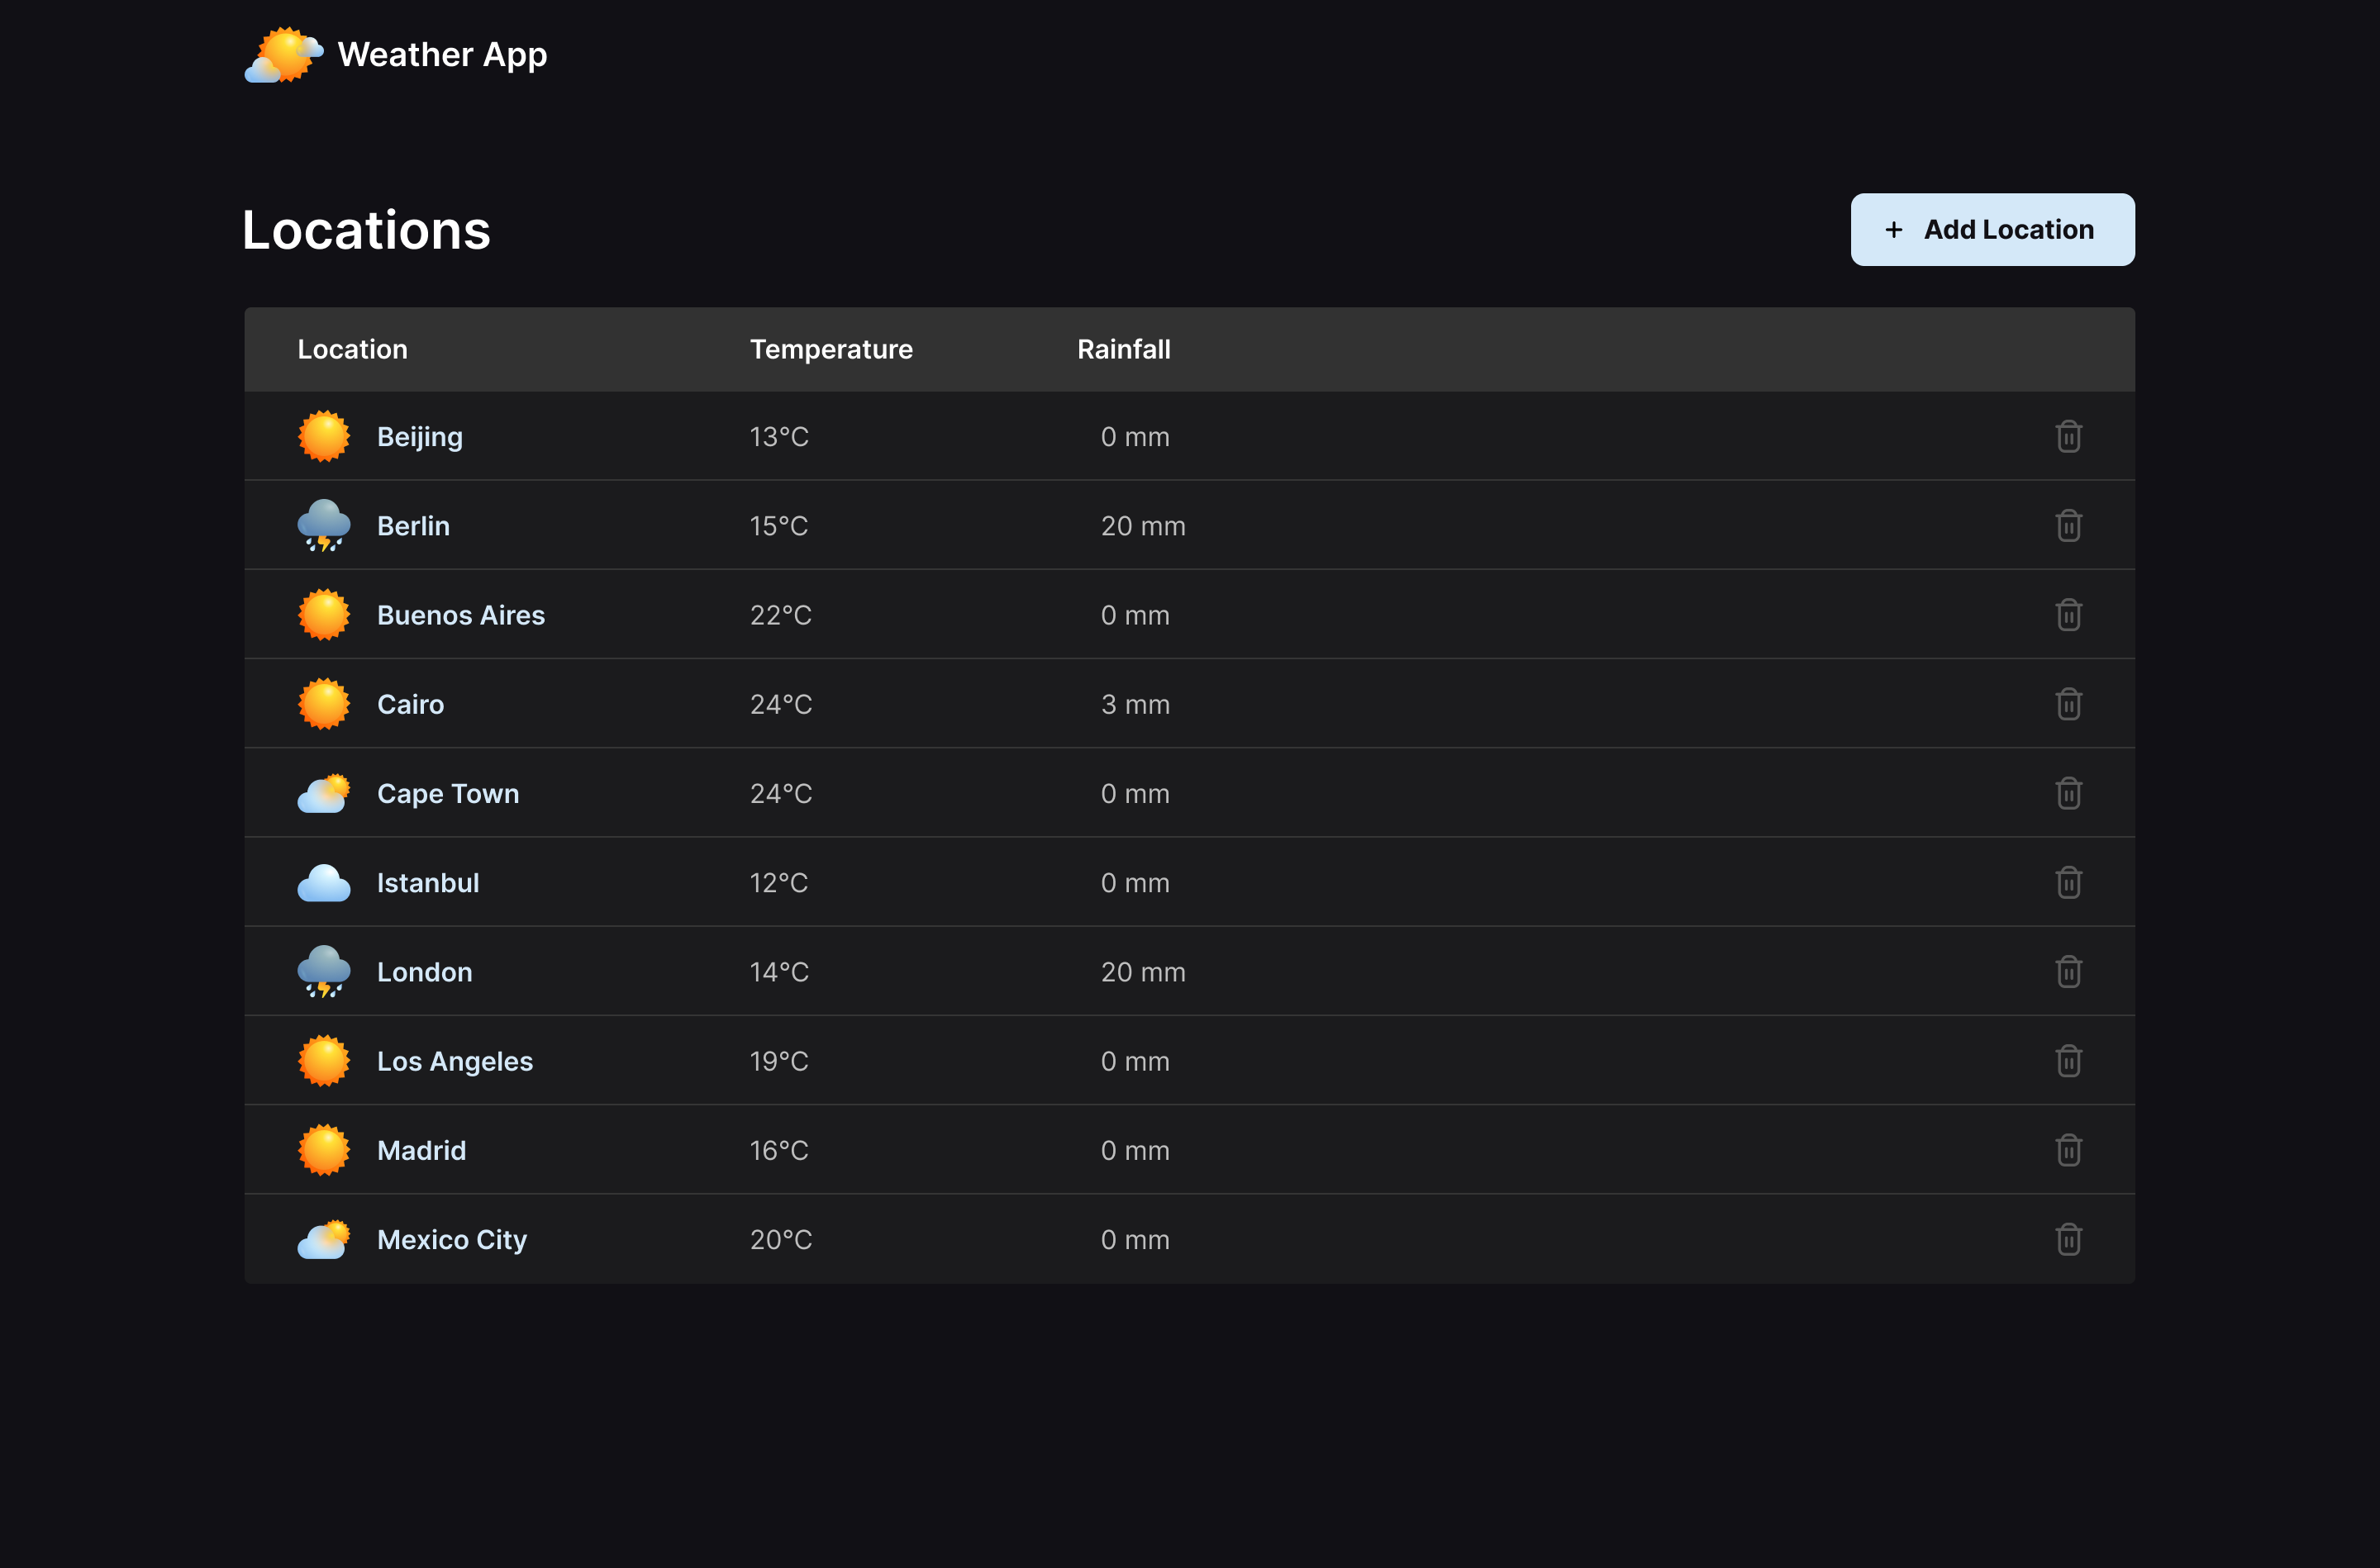 Weather App
Locations
+ Add Location
Location Temperature Rainfall
Beijing 13°C 0 mm
Berlin 15°C 20 mm
Buenos Aires 22°C 0 mm
Cairo 24°C 3 mm
Cape Town 24°C 0 mm
Istanbul 12°C 0 mm
London 14°C 20 mm
Los Angeles 19°C 0 mm
Madrid 16°C 0 mm
Mexico City 20°C 0 mm